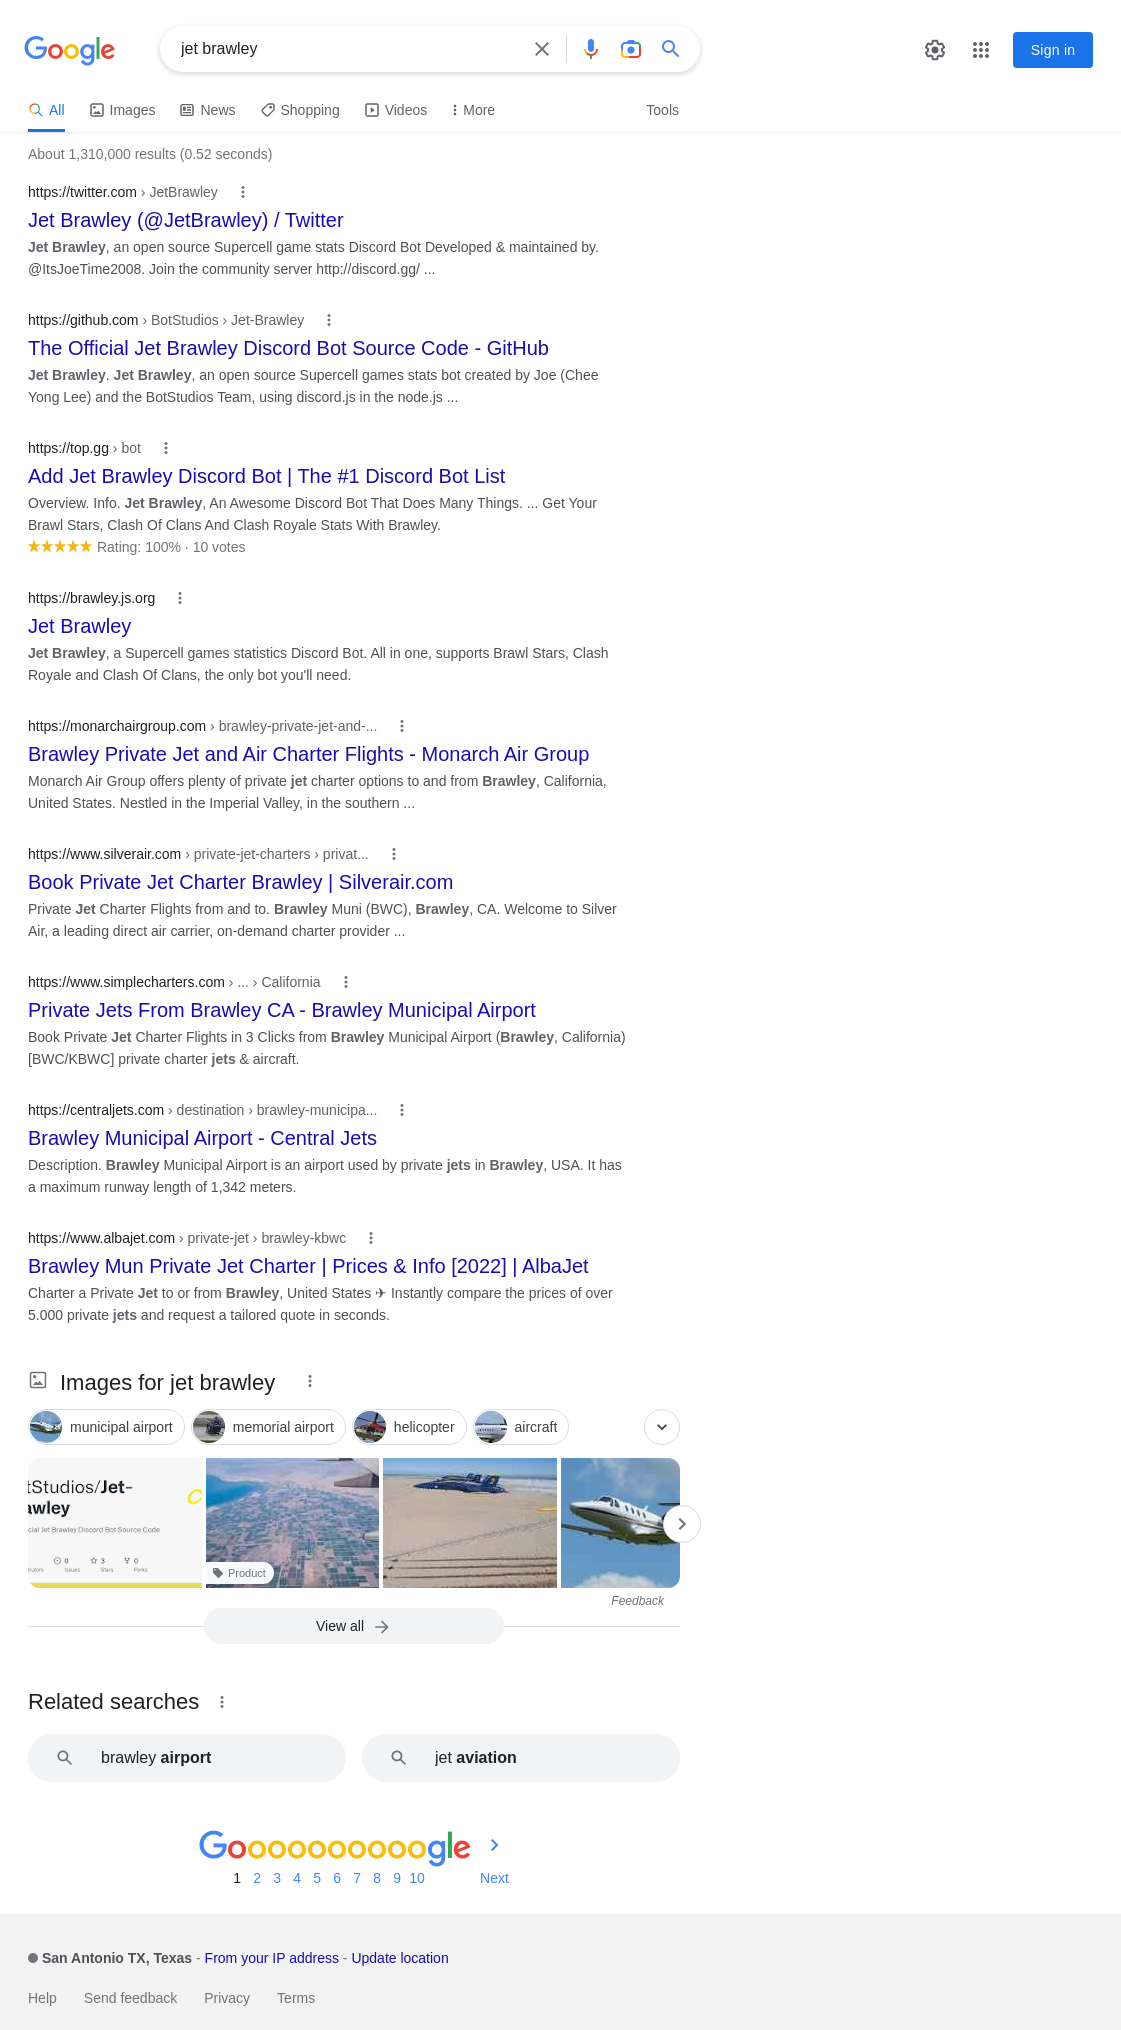 Google
jet brawley
Sign in
All
Images
News
Shopping
Videos
More
Tools
About 1,310,000 results (0.52 seconds)
https://twitter.com › JetBrawley
Jet Brawley (@JetBrawley) / Twitter
Jet Brawley, an open source Supercell game stats Discord Bot Developed & maintained by.
@ItsJoeTime2008. Join the community server http://discord.gg/ ...
https://github.com › BotStudios › Jet-Brawley
The Official Jet Brawley Discord Bot Source Code - GitHub
Jet Brawley. Jet Brawley, an open source Supercell games stats bot created by Joe (Chee
Yong Lee) and the BotStudios Team, using discord.js in the node.js ...
https://top.gg › bot
Add Jet Brawley Discord Bot | The #1 Discord Bot List
Overview. Info. Jet Brawley, An Awesome Discord Bot That Does Many Things. ... Get Your
Brawl Stars, Clash Of Clans And Clash Royale Stats With Brawley.
Rating: 100% · 10 votes
https://brawley.js.org
Jet Brawley
Jet Brawley, a Supercell games statistics Discord Bot. All in one, supports Brawl Stars, Clash
Royale and Clash Of Clans, the only bot you'll need.
https://monarchairgroup.com › brawley-private-jet-and-...
Brawley Private Jet and Air Charter Flights - Monarch Air Group
Monarch Air Group offers plenty of private jet charter options to and from Brawley, California,
United States. Nestled in the Imperial Valley, in the southern ...
https://www.silverair.com › private-jet-charters › privat...
Book Private Jet Charter Brawley | Silverair.com
Private Jet Charter Flights from and to. Brawley Muni (BWC), Brawley, CA. Welcome to Silver
Air, a leading direct air carrier, on-demand charter provider ...
https://www.simplecharters.com › ... › California
Private Jets From Brawley CA - Brawley Municipal Airport
Book Private Jet Charter Flights in 3 Clicks from Brawley Municipal Airport (Brawley, California)
[BWC/KBWC] private charter jets & aircraft.
https://centraljets.com › destination › brawley-municipa...
Brawley Municipal Airport - Central Jets
Description. Brawley Municipal Airport is an airport used by private jets in Brawley, USA. It has
a maximum runway length of 1,342 meters.
https://www.albajet.com › private-jet › brawley-kbwc
Brawley Mun Private Jet Charter | Prices & Info [2022] | AlbaJet
Charter a Private Jet to or from Brawley, United States ✈ Instantly compare the prices of over
5.000 private jets and request a tailored quote in seconds.
Images for jet brawley
municipal airport
memorial airport
helicopter
aircraft
tStudios/Jet-
awley
cial Jet Brawley Discord Bot Source Code
0 3 0
butors Issues Stars Forks
Product
Feedback
View all
Related searches
brawley airport
jet aviation
Goooooooooogle
1 2 3 4 5 6 7 8 9 10 Next
San Antonio TX, Texas - From your IP address - Update location
Help Send feedback Privacy Terms